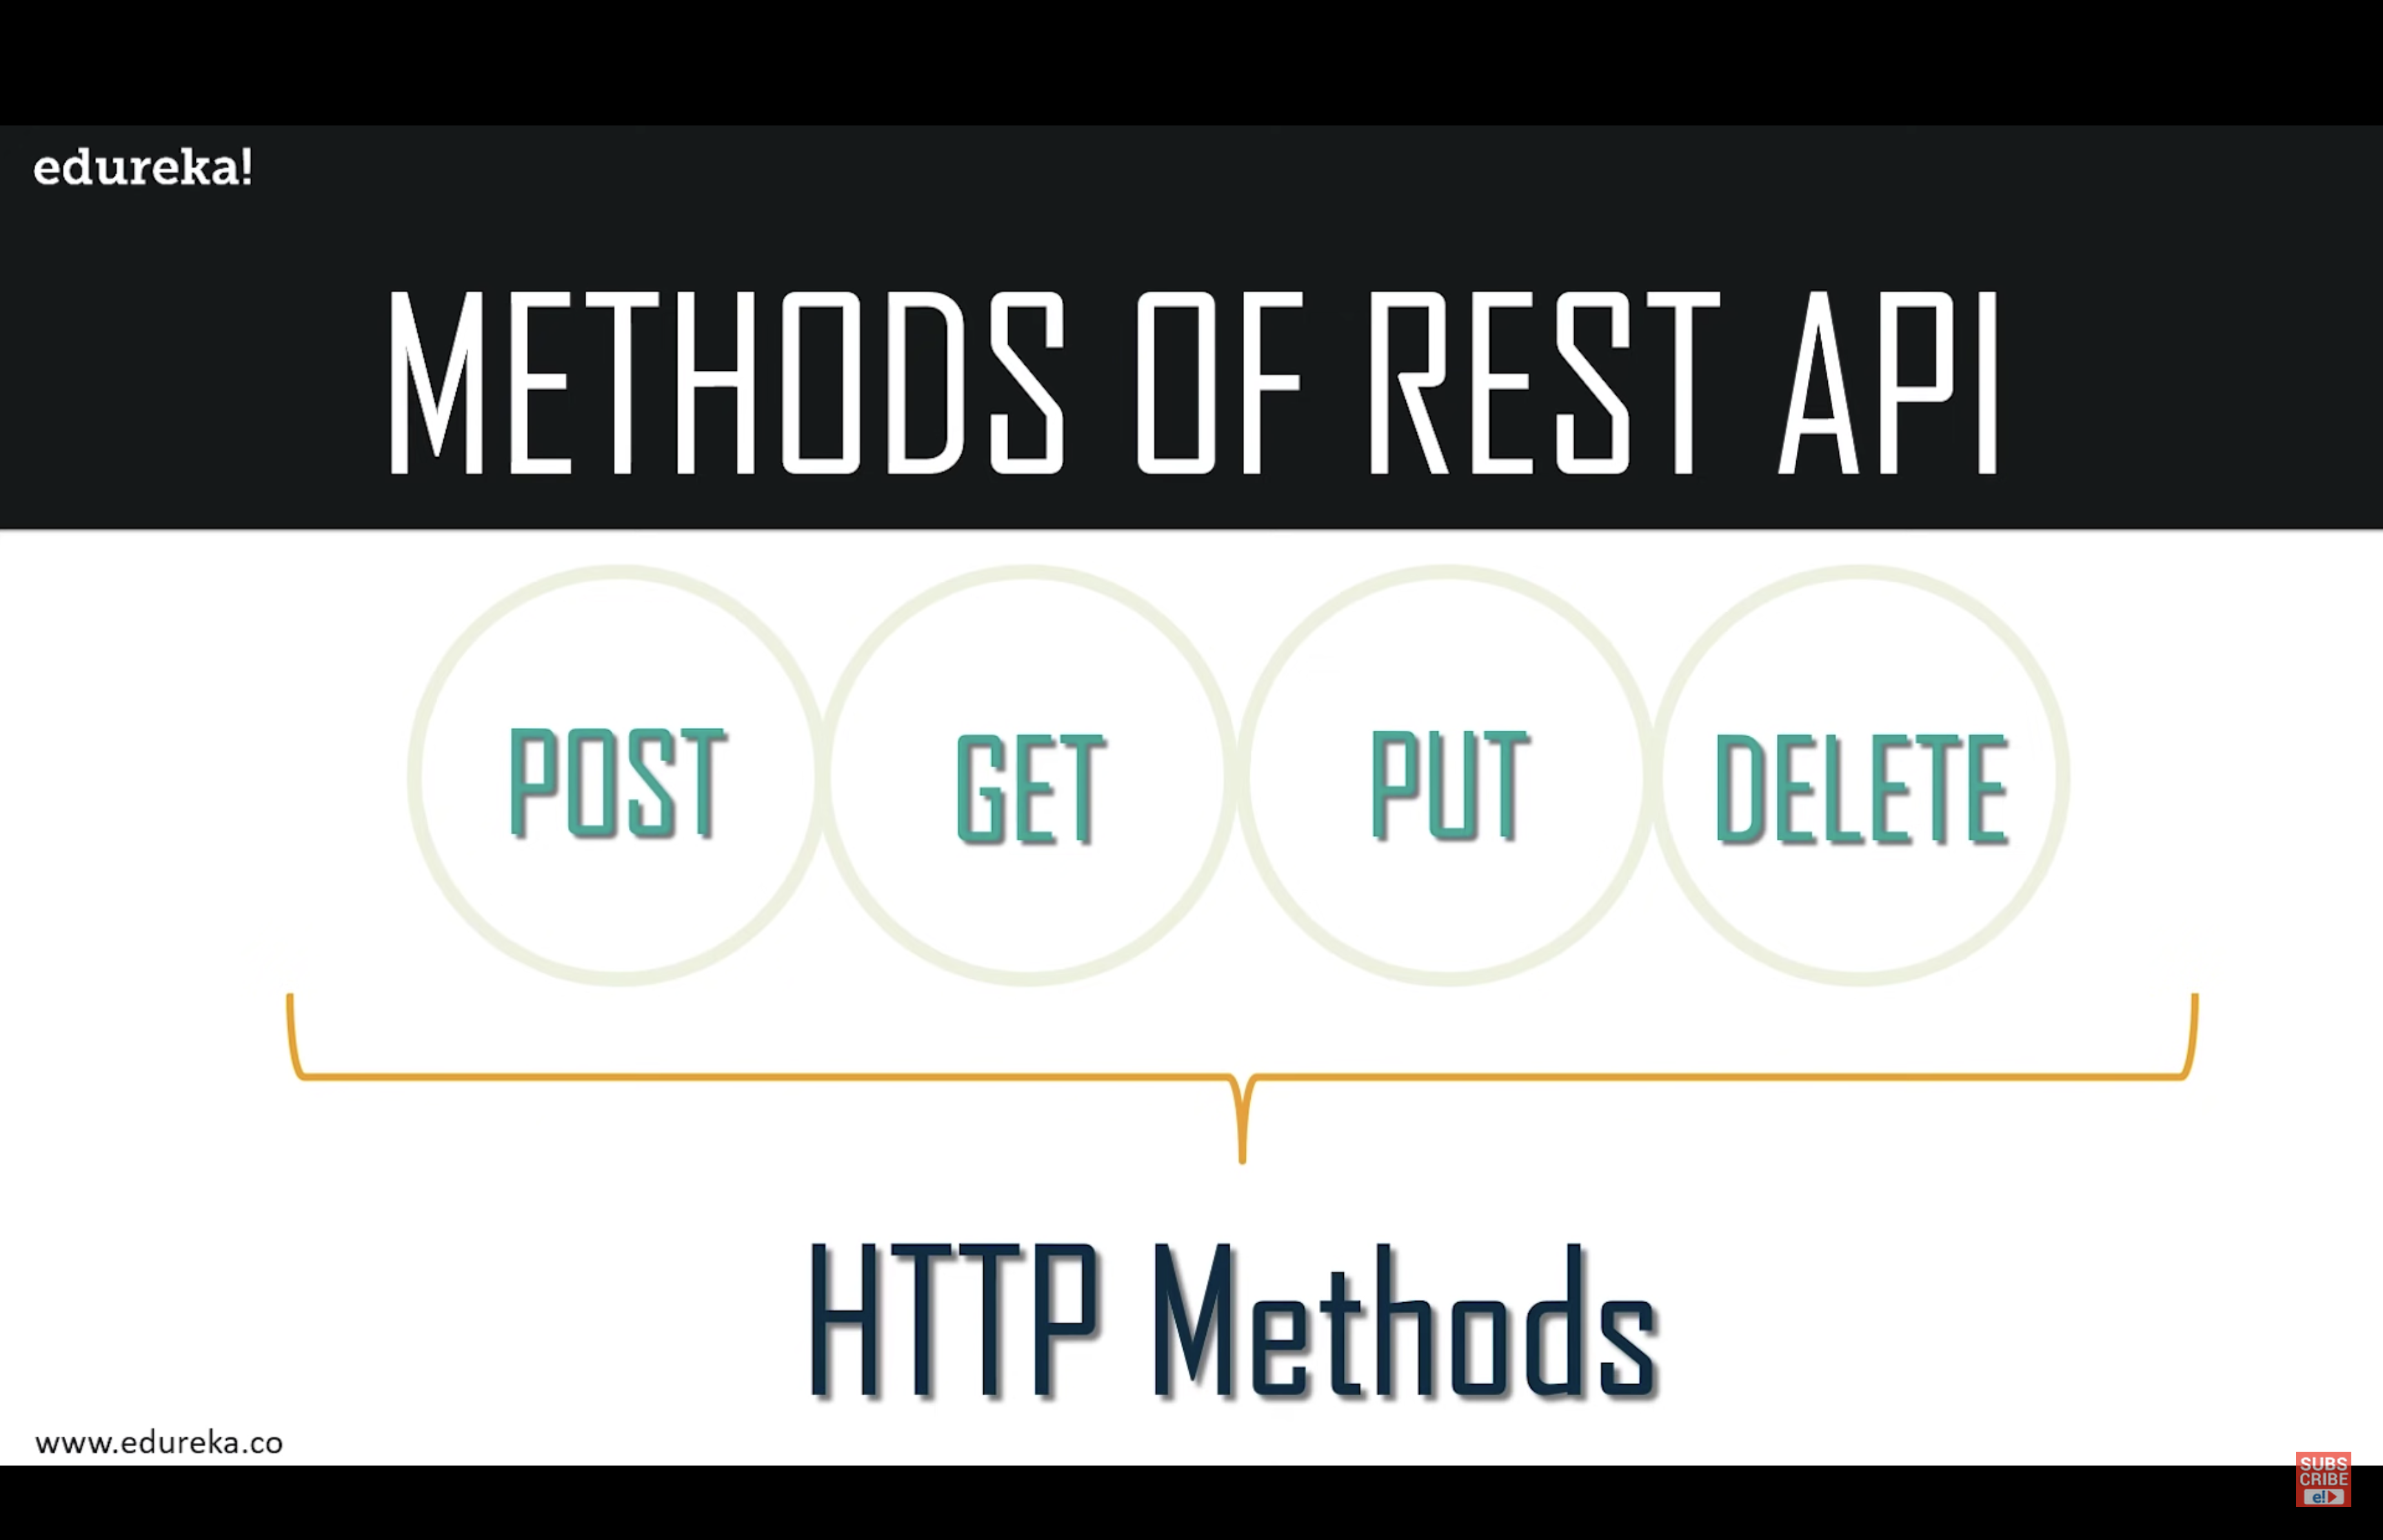 edureka!
METHODS OF REST API
POST GET PUT DELETE
HTTP Methods
www.edureka.co
SUBS
CRIBE
e!